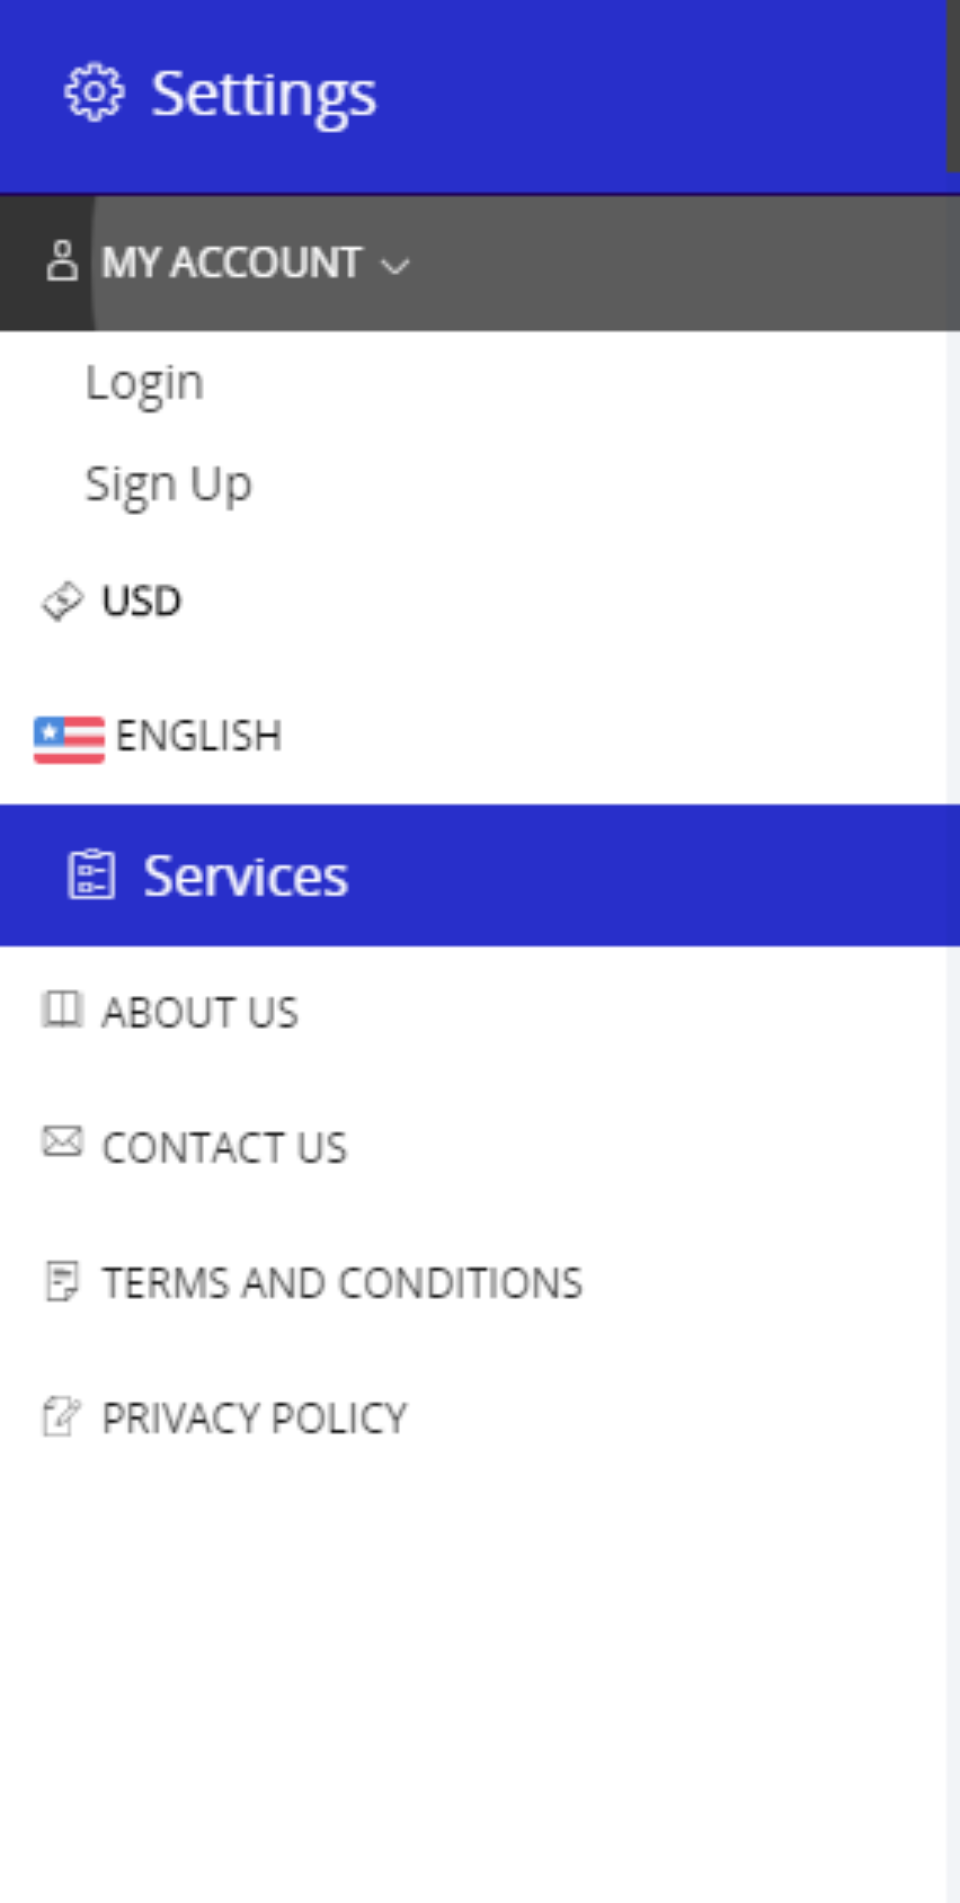 Settings
MY ACCOUNT
Login
Sign Up
USD
ENGLISH
Services
ABOUT US
CONTACT US
TERMS AND CONDITIONS
PRIVACY POLICY